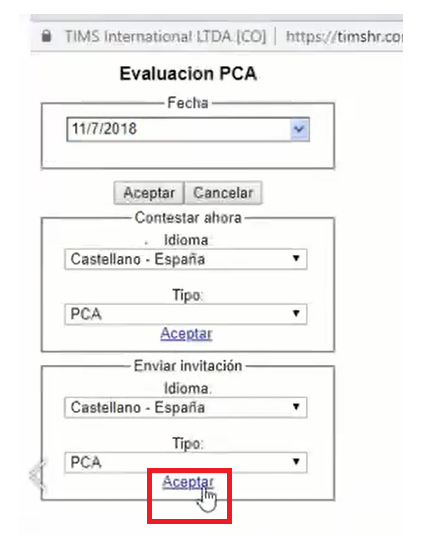 TIMS International LTDA [CO] | https://timshr.co
Evaluacion PCA
Fecha
11/7/2018
Aceptar Cancelar
Contestar ahora
Idioma:
Castellano - España
Tipo:
PCA
Aceptar
Enviar invitación
Idioma:
Castellano - España
Tipo:
PCA
Aceptar